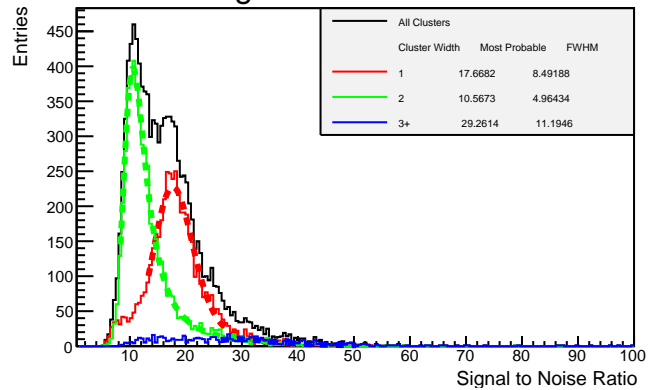 Entries
450
400
350
300
250
200
150
100
50
0
All Clusters
Cluster Width Most Probable FWHM
1 17.6682 8.49188
2 10.5673 4.96434
3+ 29.2614 11.1946
10 20 30 40 50 60 70 80 90 100
Signal to Noise Ratio